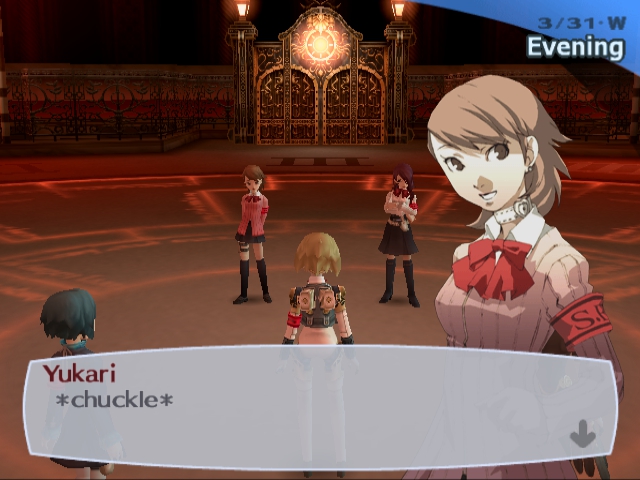 3/31・W
Evening
S.
Yukari
*chuckle*